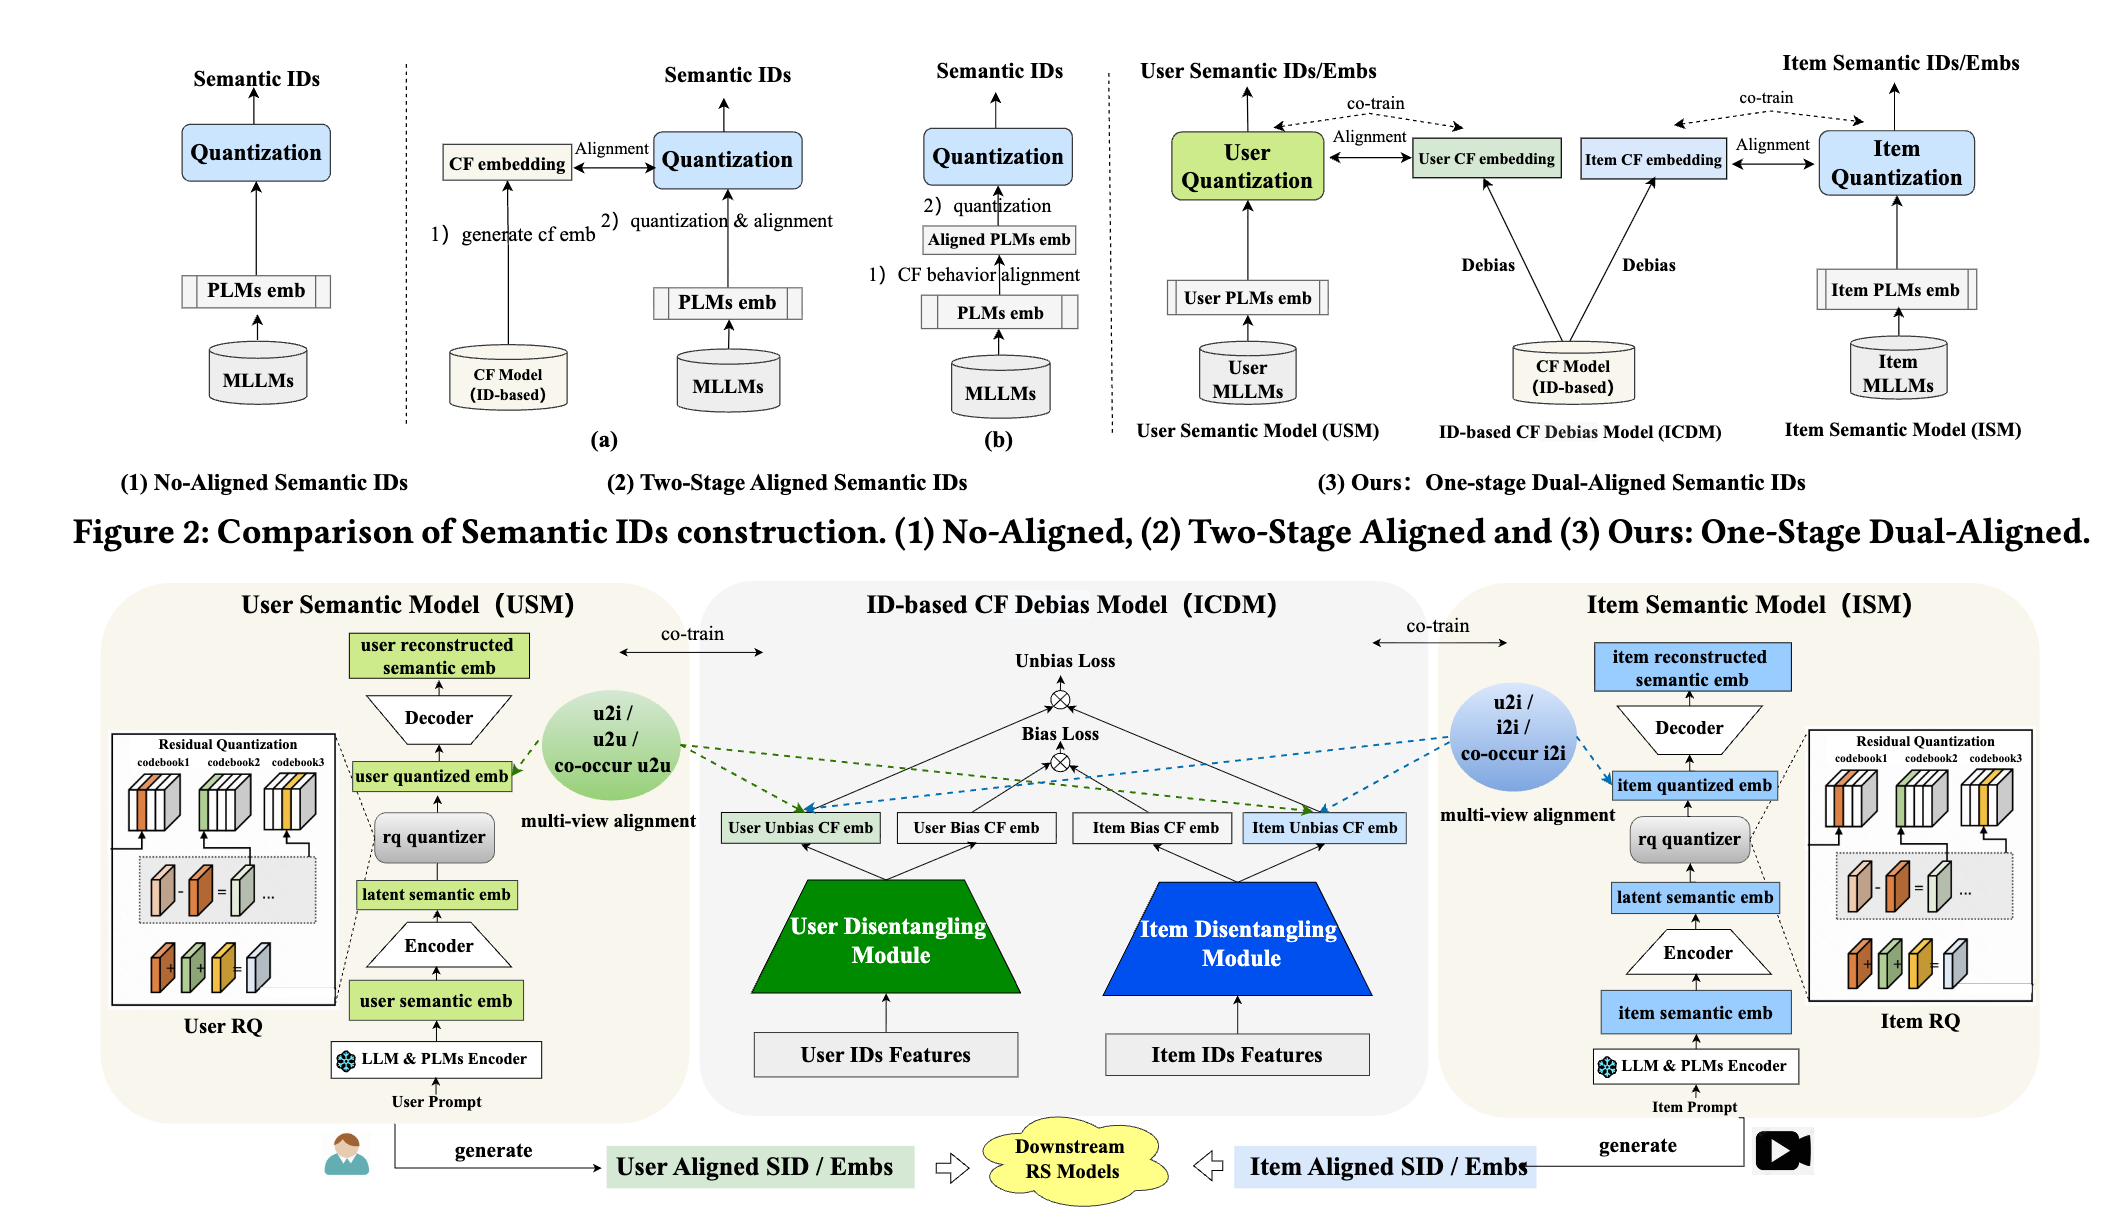 Semantic IDs
Quantization
PLMs emb
MLLMs
(1) No-Aligned Semantic IDs
Semantic IDs
CF embedding
Alignment
Quantization
1）generate cf emb
2）quantization & alignment
PLMs emb
CF Model
（ID-based）
MLLMs
(a)
Semantic IDs
Quantization
2）quantization
Aligned PLMs emb
1）CF behavior alignment
PLMs emb
MLLMs
(b)
(2) Two-Stage Aligned Semantic IDs
User Semantic IDs/Embs
Item Semantic IDs/Embs
co-train
co-train
User
Quantization
Alignment
User CF embedding
Item CF embedding
Alignment
Item
Quantization
Debias
Debias
User PLMs emb
Item PLMs emb
User
MLLMs
CF Model
（ID-based）
Item
MLLMs
User Semantic Model (USM)
ID-based CF Debias Model (ICDM)
Item Semantic Model (ISM)
(3) Ours：One-stage Dual-Aligned Semantic IDs
Figure 2: Comparison of Semantic IDs construction. (1) No-Aligned, (2) Two-Stage Aligned and (3) Ours: One-Stage Dual-Aligned.
User Semantic Model（USM）
user reconstructed
semantic emb
Decoder
user quantized emb
rq quantizer
latent semantic emb
Encoder
user semantic emb
LLM & PLMs Encoder
User Prompt
Residual Quantization
codebook1
codebook2
codebook3
-
=
...
+
+
=
User RQ
co-train
u2i /
u2u /
co-occur u2u
multi-view alignment
ID-based CF Debias Model（ICDM）
Unbias Loss
Bias Loss
User Unbias CF emb
User Bias CF emb
Item Bias CF emb
Item Unbias CF emb
User Disentangling
Module
Item Disentangling
Module
User IDs Features
Item IDs Features
co-train
u2i /
i2i /
co-occur i2i
multi-view alignment
Item Semantic Model（ISM）
item reconstructed
semantic emb
Decoder
item quantized emb
rq quantizer
latent semantic emb
Encoder
item semantic emb
LLM & PLMs Encoder
Item Prompt
Residual Quantization
codebook1
codebook2
codebook3
-
=
...
+
+
=
Item RQ
generate
User Aligned SID / Embs
Downstream
RS Models
Item Aligned SID / Embs
generate